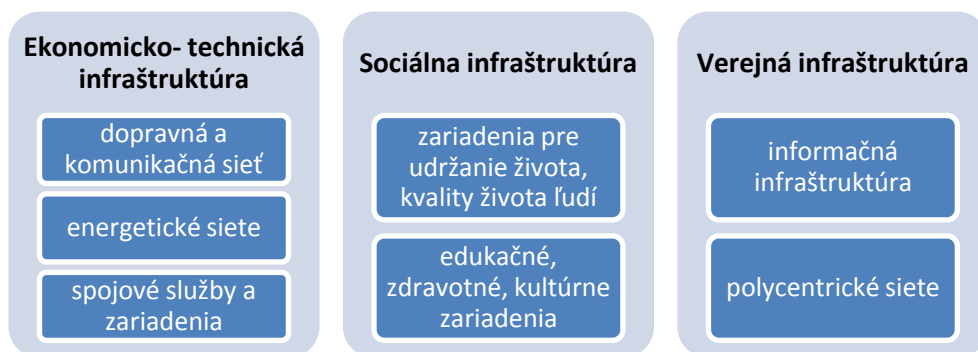 Ekonomicko- technická
infraštruktúra
dopravná a
komunikačná sieť
energetické siete
spojové služby a
zariadenia
Sociálna infraštruktúra
zariadenia pre
udržanie života,
kvality života ľudí
edukačné,
zdravotné, kultúrne
zariadenia
Verejná infraštruktúra
informačná
infraštruktúra
polycentrické siete